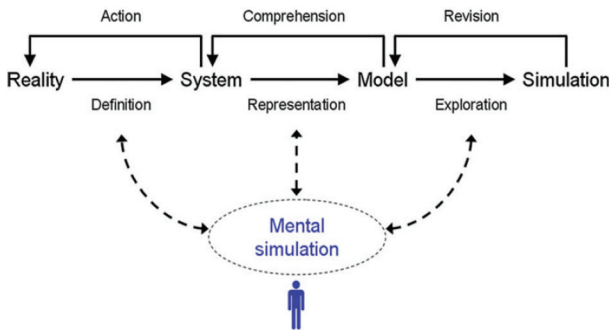 Action Comprehension Revision
Reality System Model Simulation
Definition Representation Exploration
Mental
simulation